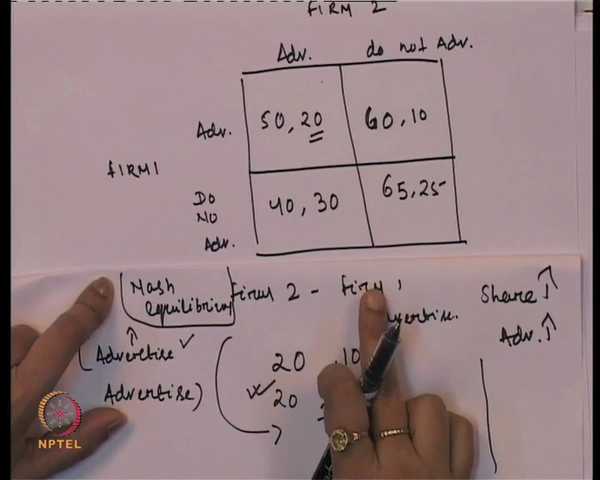 FIRM 2
Adv. do not Adv.
Adv. 50, 20 60, 10
FIRM 1
Do
No
Adv.
40, 30 65, 25
Nash
equilibrium
Firm 2 - Firm 1
Share ↑
Adv. ↑
(Advertise
Advertise)
20 , 10
20
NPTEL